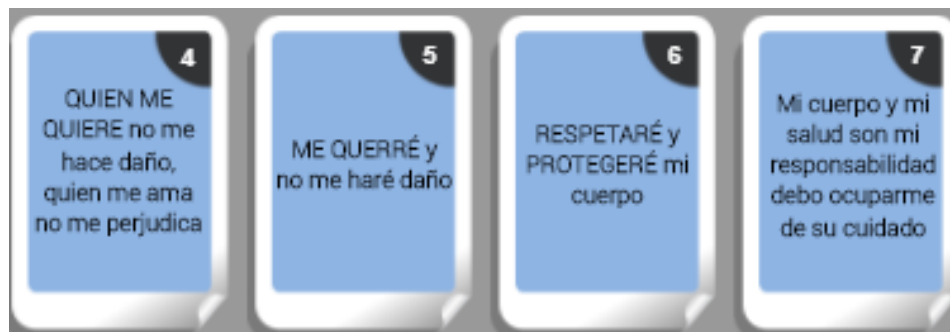 4
QUIEN ME
QUIERE no me
hace daño,
quien me ama
no me perjudica
5
ME QUERRÉ y
no me haré daño
6
RESPETARÉ y
PROTEGERÉ mi
cuerpo
7
Mi cuerpo y mi
salud son mi
responsabilidad
debo ocuparme
de su cuidado